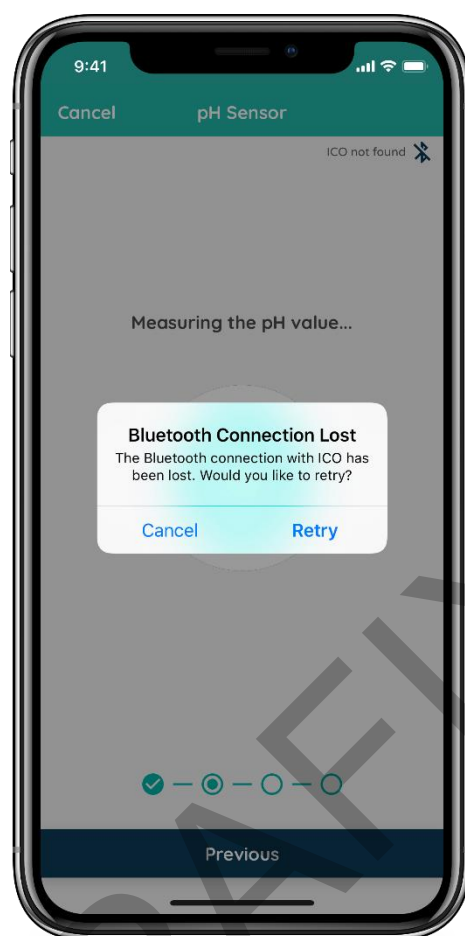 9:41
Cancel pH Sensor
ICO not found
Measuring the pH value...
Bluetooth Connection Lost
The Bluetooth connection with ICO has
been lost. Would you like to retry?
Cancel Retry
Previous